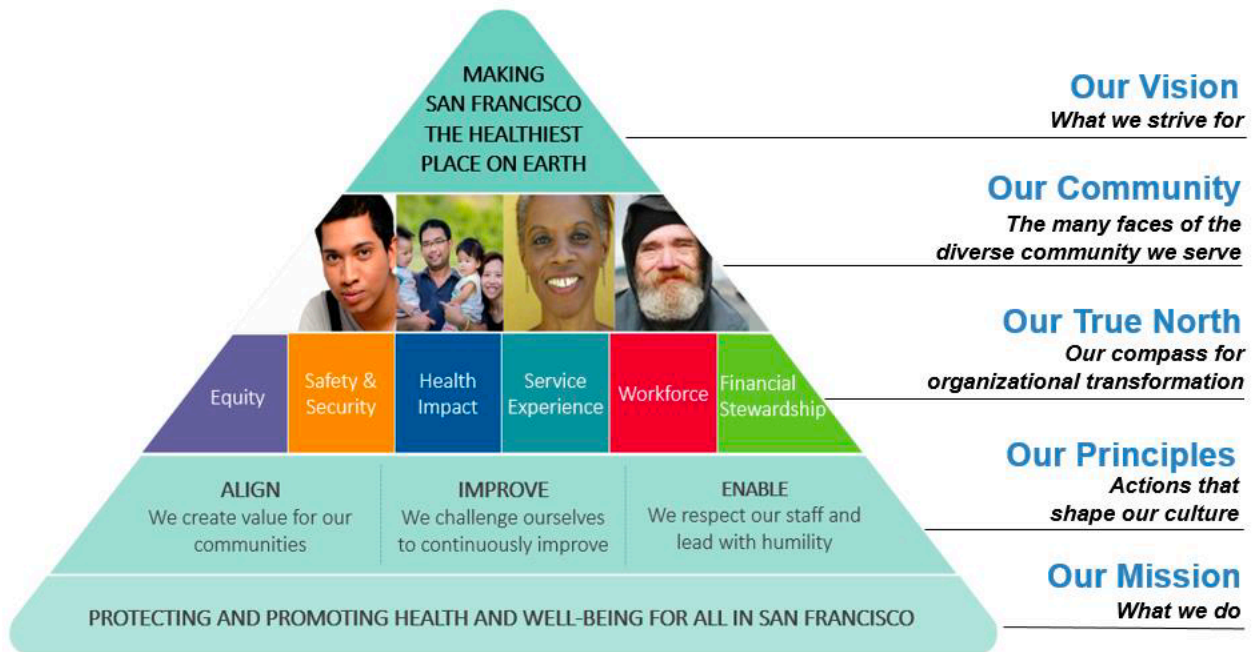 MAKING
SAN FRANCISCO
THE HEALTHIEST
PLACE ON EARTH
Our Vision
What we strive for
Our Community
The many faces of the
diverse community we serve
Equity
Safety &
Security
Health
Impact
Service
Experience
Workforce
Financial
Stewardship
Our True North
Our compass for
organizational transformation
ALIGN
We create value for our
communities
IMPROVE
We challenge ourselves
to continuously improve
ENABLE
We respect our staff and
lead with humility
Our Principles
Actions that
shape our culture
PROTECTING AND PROMOTING HEALTH AND WELL-BEING FOR ALL IN SAN FRANCISCO
Our Mission
What we do